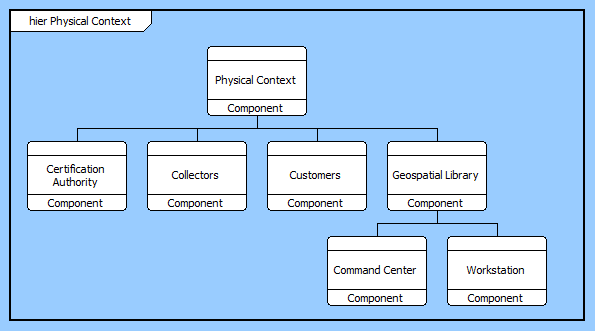 hier Physical Context
Physical Context
Component
Certification
Authority
Component
Collectors
Component
Customers
Component
Geospatial Library
Component
Command Center
Component
Workstation
Component